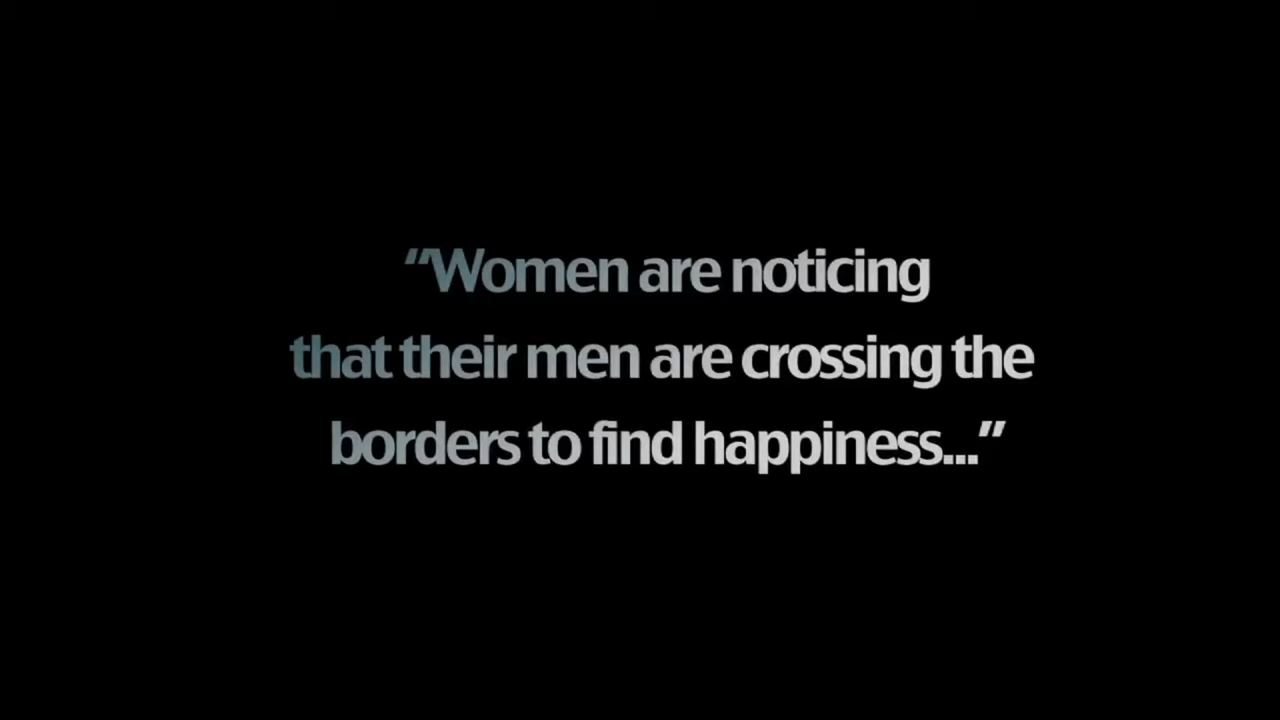 “Women are noticing
that their men are crossing the
borders to find happiness...”